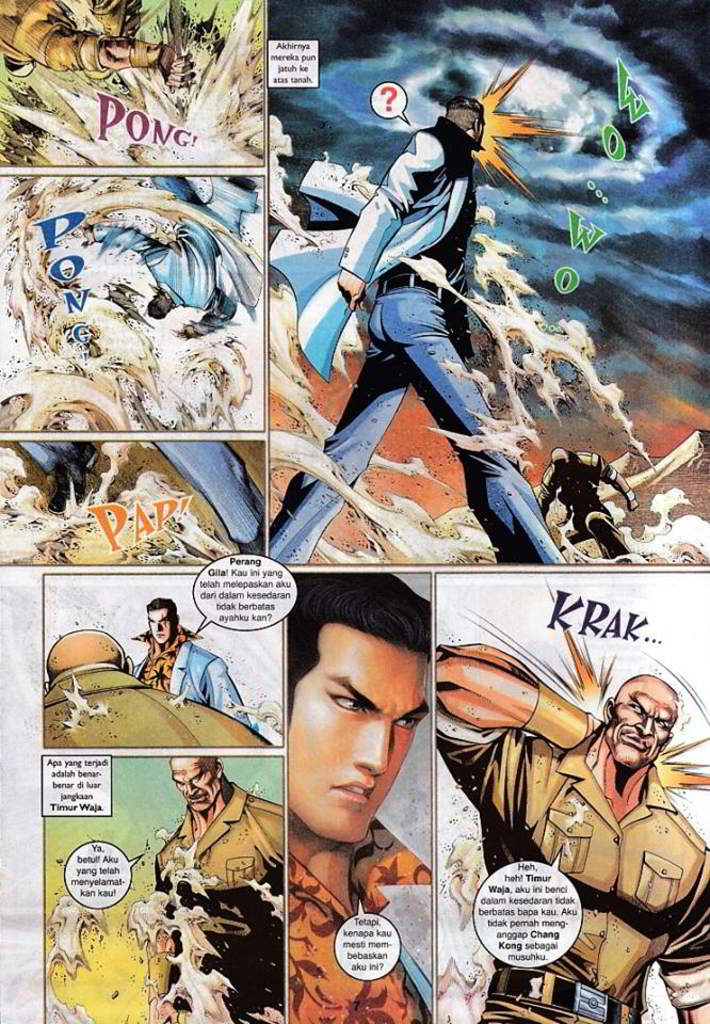 PONG!
PONG!
PAP!
Akhirnya
mereka pun
jatuh ke
atas tanah.
?
WO...WO
Perang
Gila! Kau ini yang
telah melepaskan aku
dari dalam kesedaran
tidak berbatas
ayahku kan?
Apa yang terjadi
adalah benar-
benar di luar
jangkaan
Timur Waja.
Ya,
betul! Aku
yang telah
menyelamat-
kan kau!
Tetapi,
kenapa kau
mesti mem-
bebaskan
aku ini?
KRAK...
Heh,
heh! Timur
Waja, aku ini benci
dalam kesedaran tidak
berbatas bapa kau. Aku
tidak pernah meng-
anggap Chang
Kong sebagai
musuhku.
7